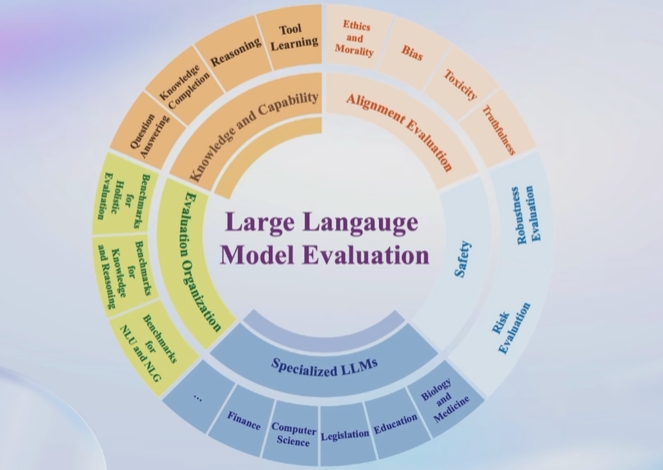 Large Langauge
Model Evaluation
Knowledge and Capability
Question
Answering
Knowledge
Completion
Reasoning
Tool
Learning
Alignment Evaluation
Ethics
and
Morality
Bias
Toxicity
Truthfulness
Safety
Robustness
Evaluation
Risk
Evaluation
Specialized LLMs
Biology
and
Medicine
Education
Legislation
Computer
Science
Finance
...
Evaluation Organization
Benchmarks
for
NLU and NLG
Benchmarks
for
Knowledge
and Reasoning
Benchmarks
for
Holistic
Evaluation